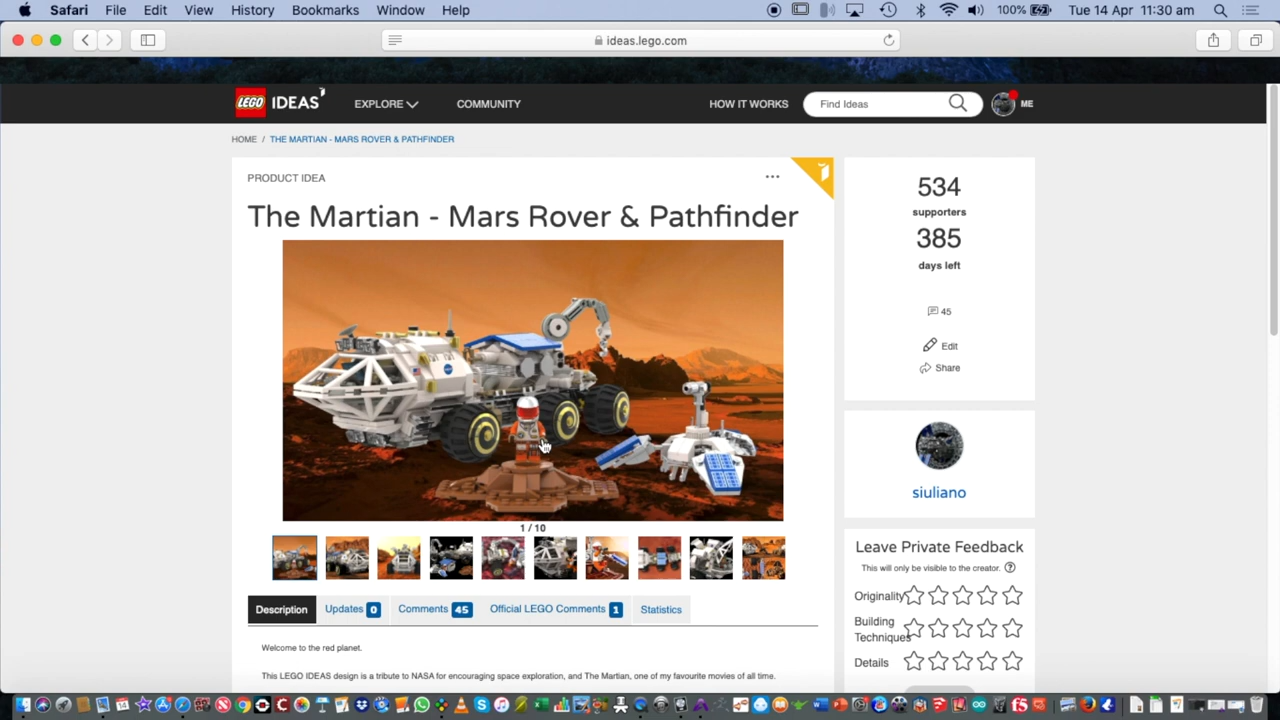 Safari File Edit View History Bookmarks Window Help 100% Tue 14 Apr 11:30 am
ideas.lego.com
LEGO IDEAS EXPLORE COMMUNITY HOW IT WORKS Find Ideas ME
HOME / THE MARTIAN - MARS ROVER & PATHFINDER
PRODUCT IDEA
The Martian - Mars Rover & Pathfinder
1 / 10
Description Updates 0 Comments 45 Official LEGO Comments 1 Statistics
Welcome to the red planet.
This LEGO IDEAS design is a tribute to NASA for encouraging space exploration, and The Martian, one of my favourite movies of all time.
534
supporters
385
days left
45
Edit
Share
siuliano
Leave Private Feedback
This will only be visible to the creator. ?
Originality
Building
Techniques
Details